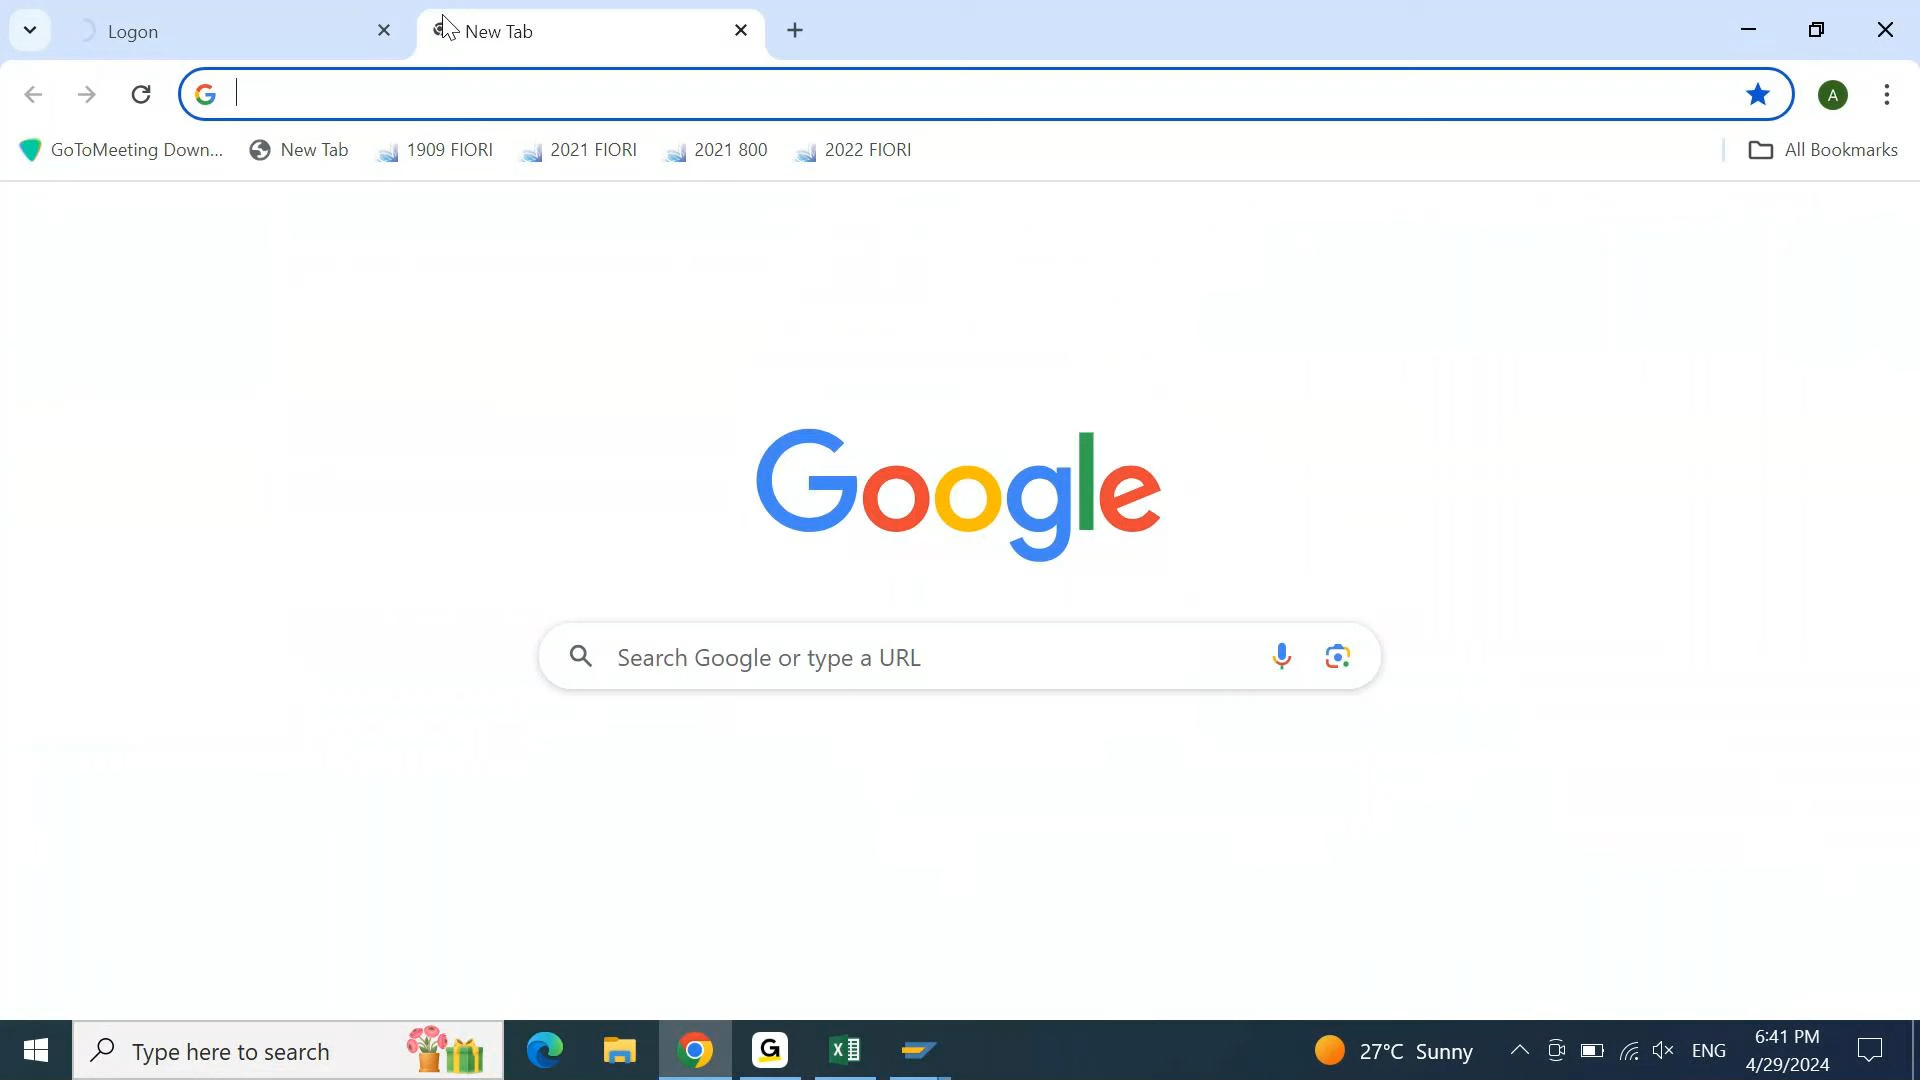 Logon
New Tab
GoToMeeting Down...
New Tab
1909 FIORI
2021 FIORI
2021 800
2022 FIORI
All Bookmarks
A
Google
Search Google or type a URL
Type here to search
27°C Sunny
ENG
6:41 PM
4/29/2024